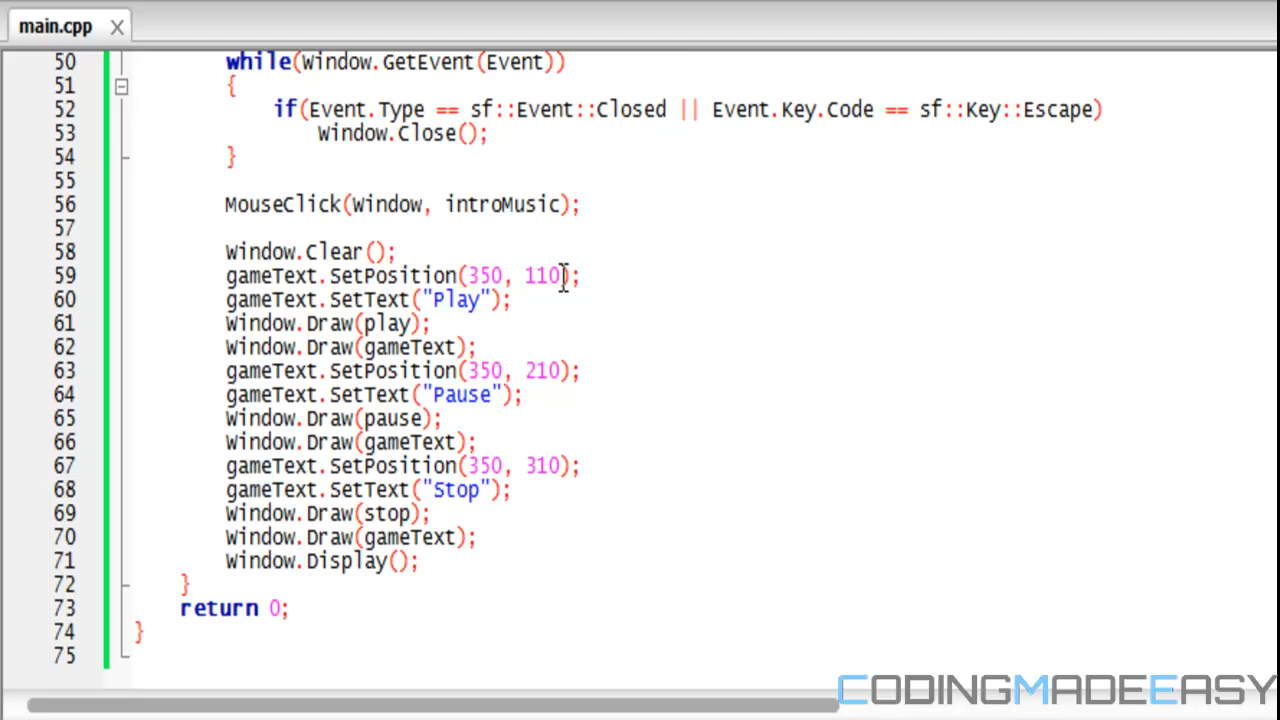 main.cpp
50 while(Window.GetEvent(Event))
51 {
52 if(Event.Type == sf::Event::Closed || Event.Key.Code == sf::Key::Escape)
53 Window.Close();
54 }
55
56 MouseClick(Window, introMusic);
57
58 Window.Clear();
59 gameText.SetPosition(350, 110);
60 gameText.SetText("Play");
61 Window.Draw(play);
62 Window.Draw(gameText);
63 gameText.SetPosition(350, 210);
64 gameText.SetText("Pause");
65 Window.Draw(pause);
66 Window.Draw(gameText);
67 gameText.SetPosition(350, 310);
68 gameText.SetText("Stop");
69 Window.Draw(stop);
70 Window.Draw(gameText);
71 Window.Display();
72 }
73 return 0;
74 }
75
CODINGMADEEASY